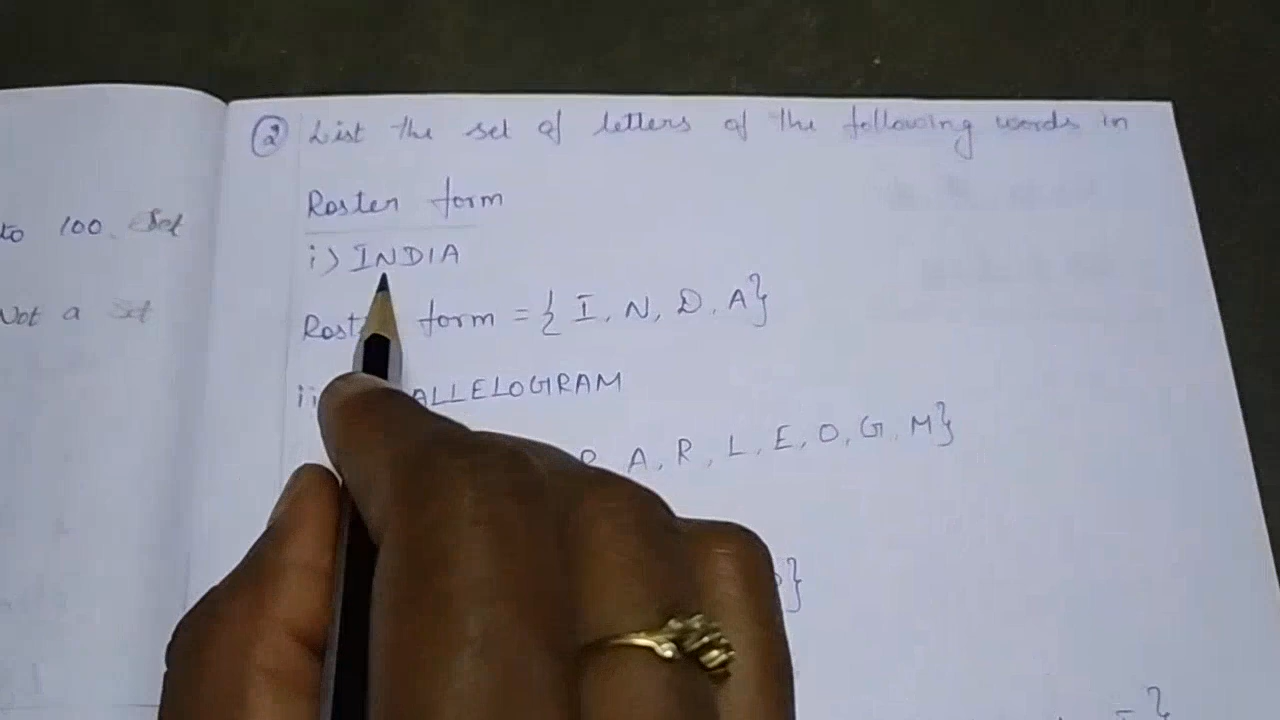 to 100. Set
Not a set
② List the set of letters of the following words in
Roster form
i) INDIA
form = { I, N, D, A}
ALLELOGRAM
A, R, L, E, O, G, M}
}